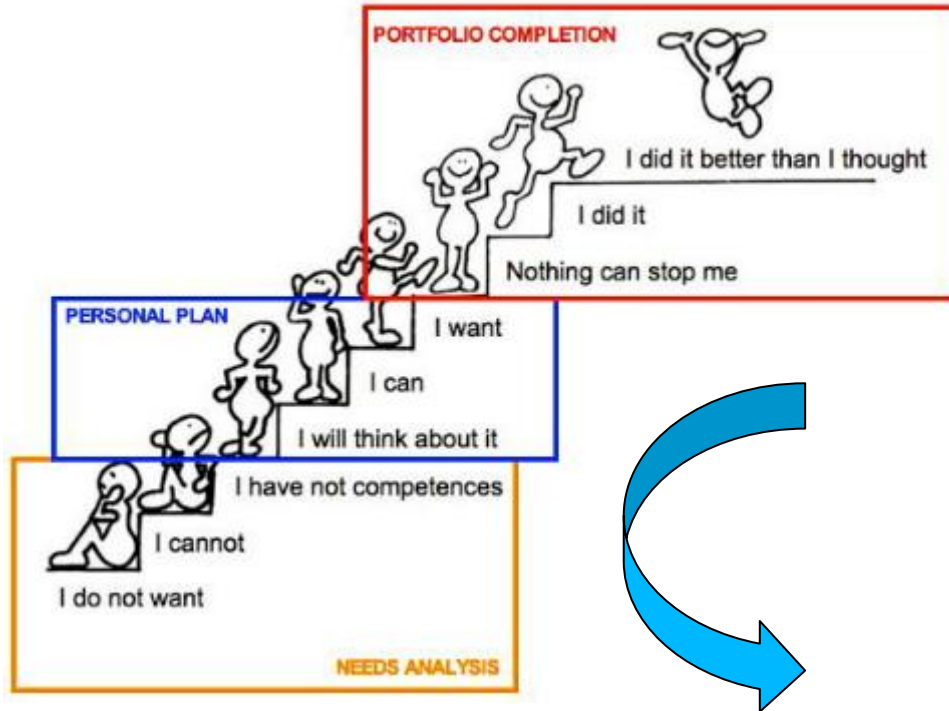 PORTFOLIO COMPLETION
I did it better than I thought
I did it
Nothing can stop me
PERSONAL PLAN
I want
I can
I will think about it
I have not competences
I cannot
I do not want
NEEDS ANALYSIS